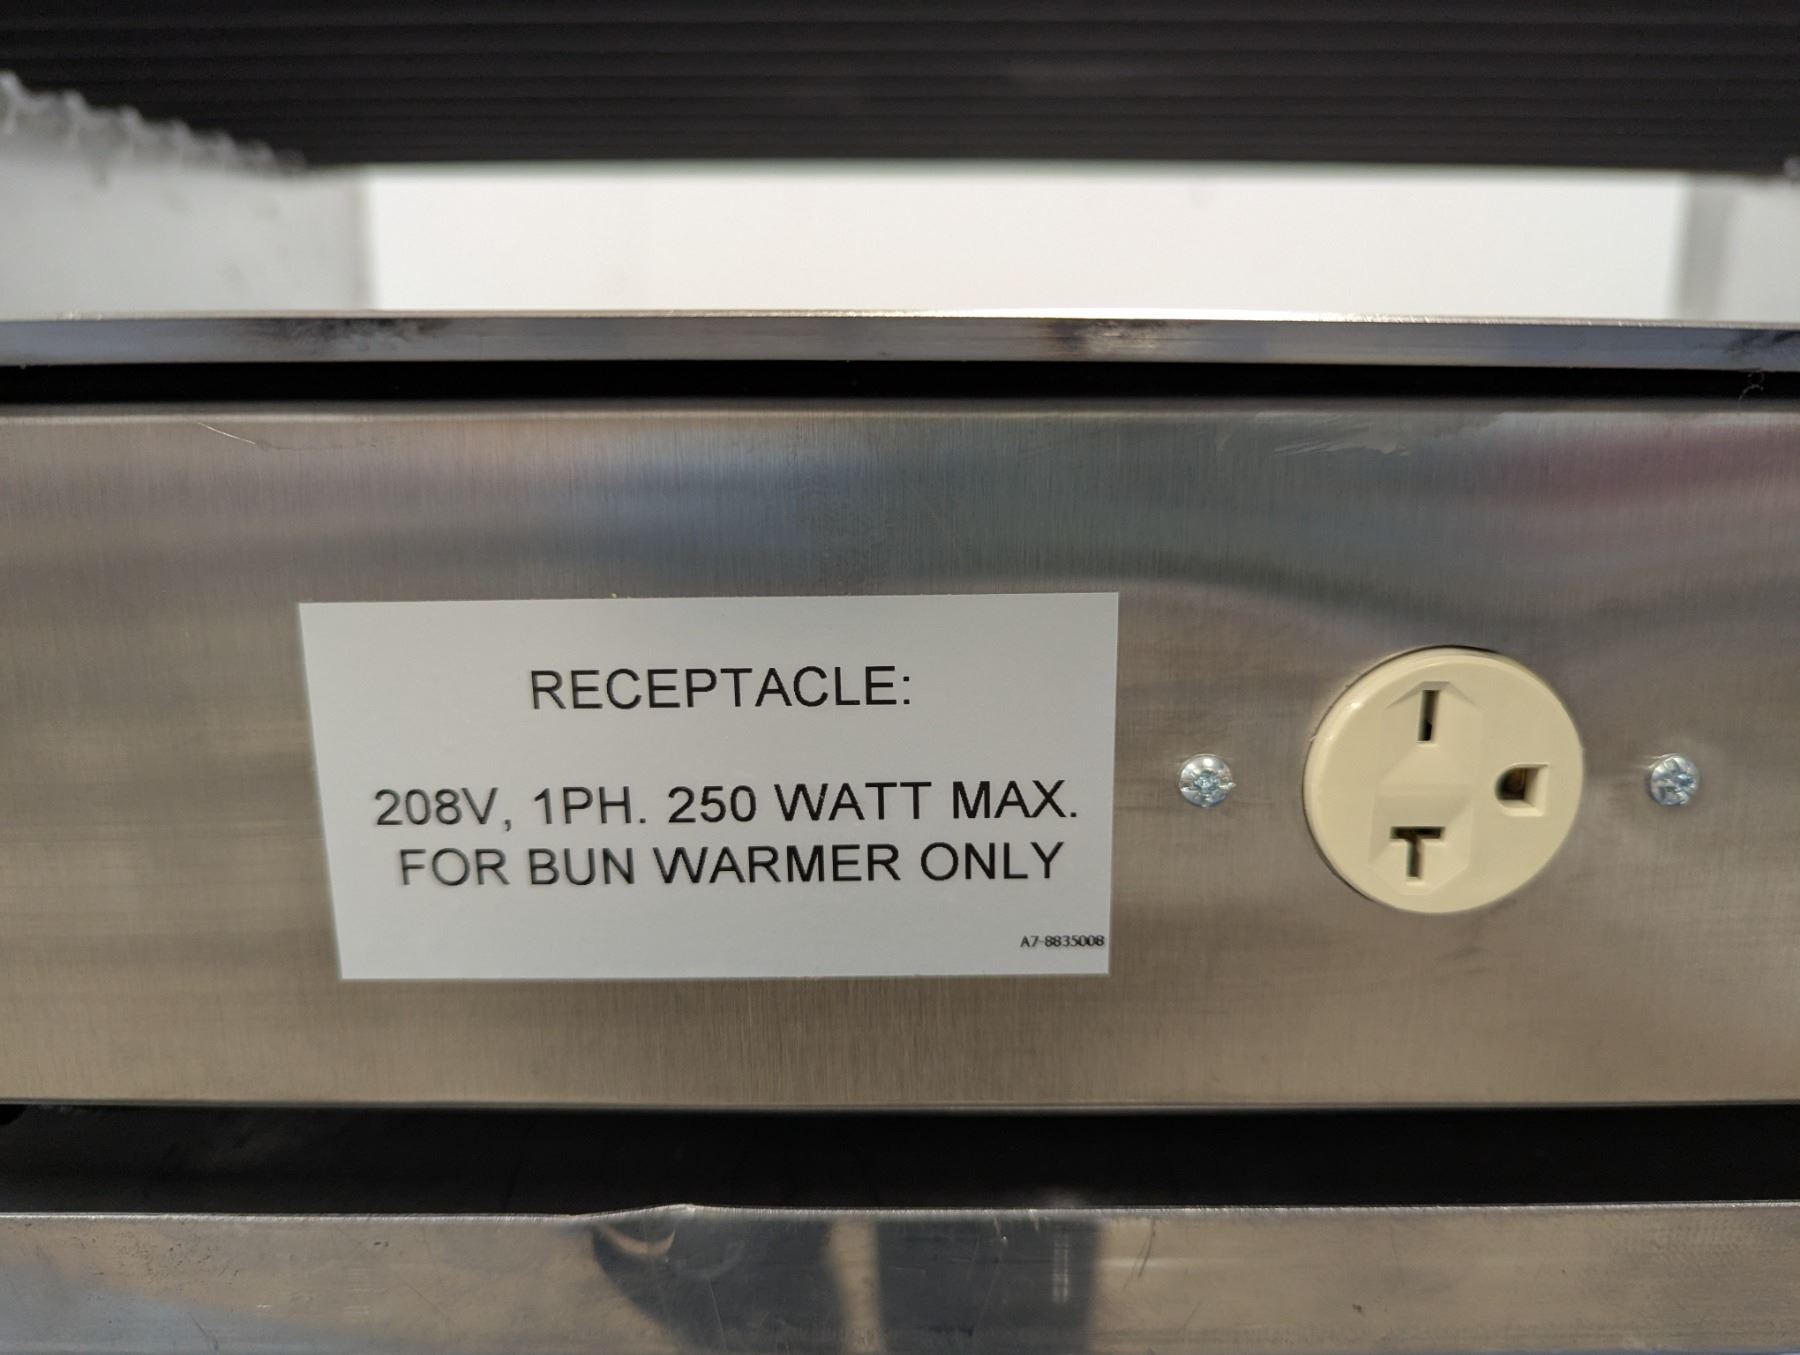 RECEPTACLE:
208V, 1PH. 250 WATT MAX.
FOR BUN WARMER ONLY
A7-8835008